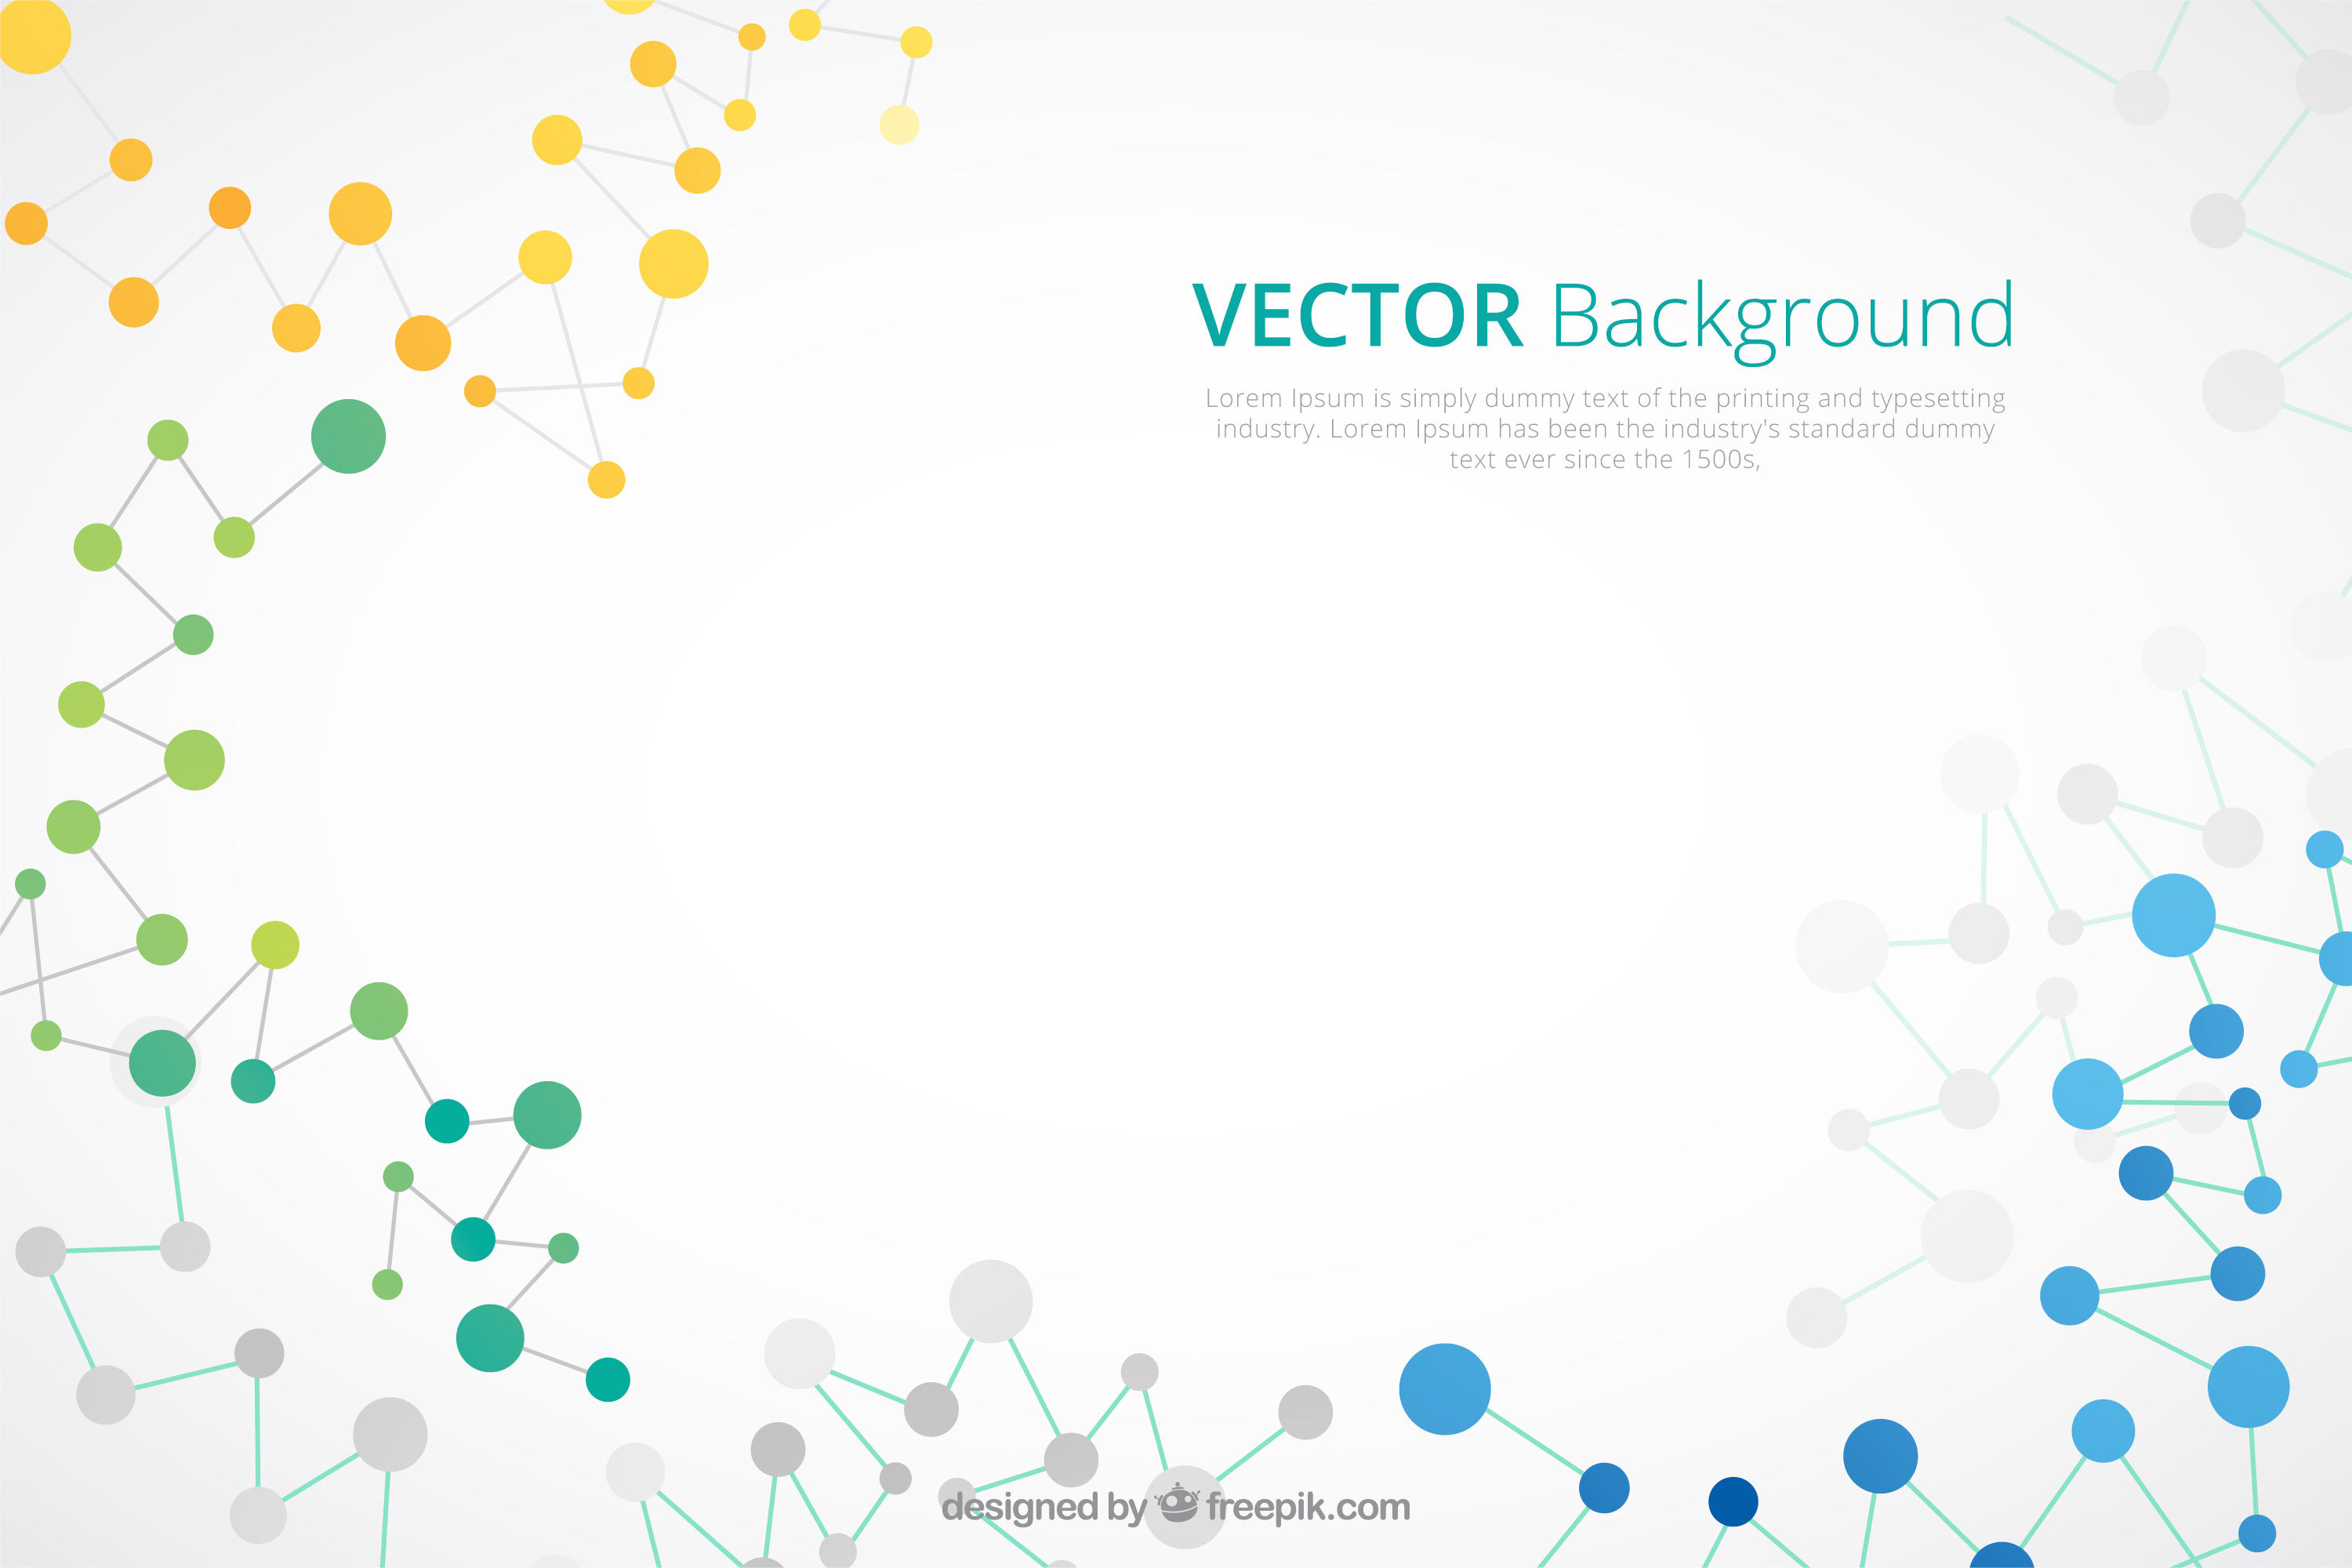 VECTOR Background
Lorem Ipsum is simply dummy text of the printing and typesetting
industry. Lorem Ipsum has been the industry's standard dummy
text ever since the 1500s,
designed by freepik.com